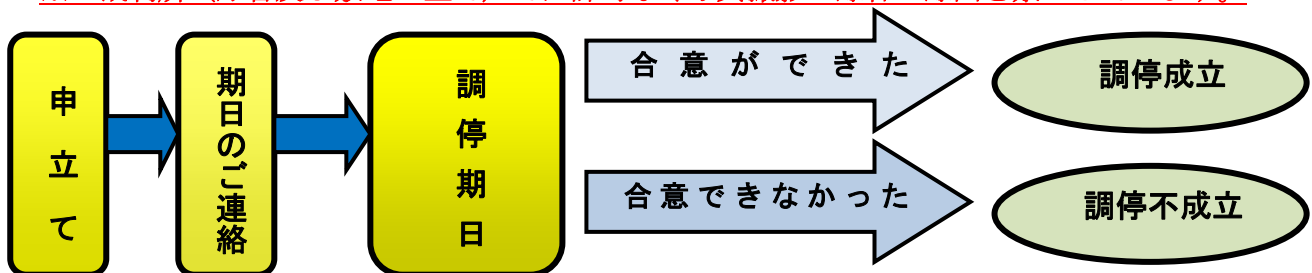 申立て
期日のご連絡
調停期日
合意ができた
調停成立
合意できなかった
調停不成立